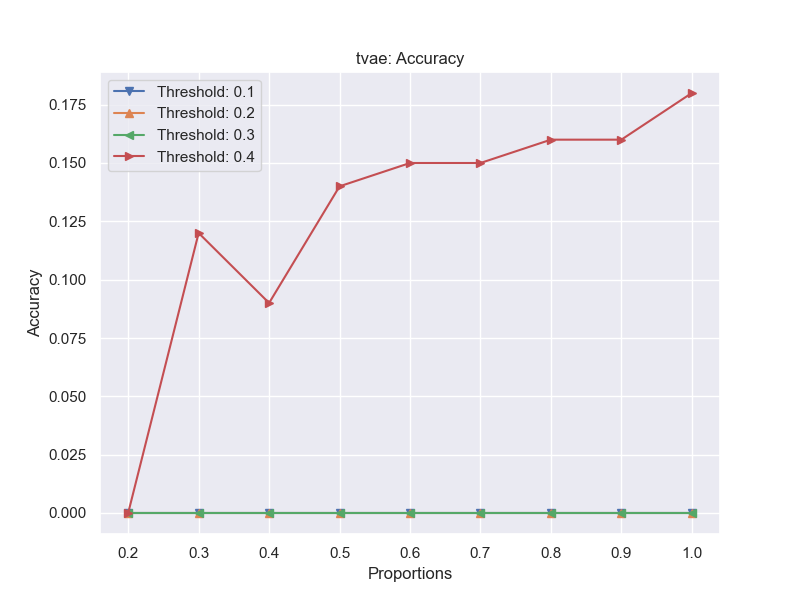 tvae: Accuracy
Threshold: 0.1
Threshold: 0.2
Threshold: 0.3
Threshold: 0.4
Accuracy
0.175
0.150
0.125
0.100
0.075
0.050
0.025
0.000
0.2 0.3 0.4 0.5 0.6 0.7 0.8 0.9 1.0
Proportions